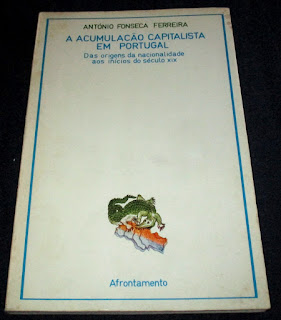 ANTÓNIO FONSECA FERREIRA
A ACUMULAÇÃO CAPITALISTA
EM PORTUGAL
Das origens da nacionalidade
aos inícios do século xix
Afrontamento